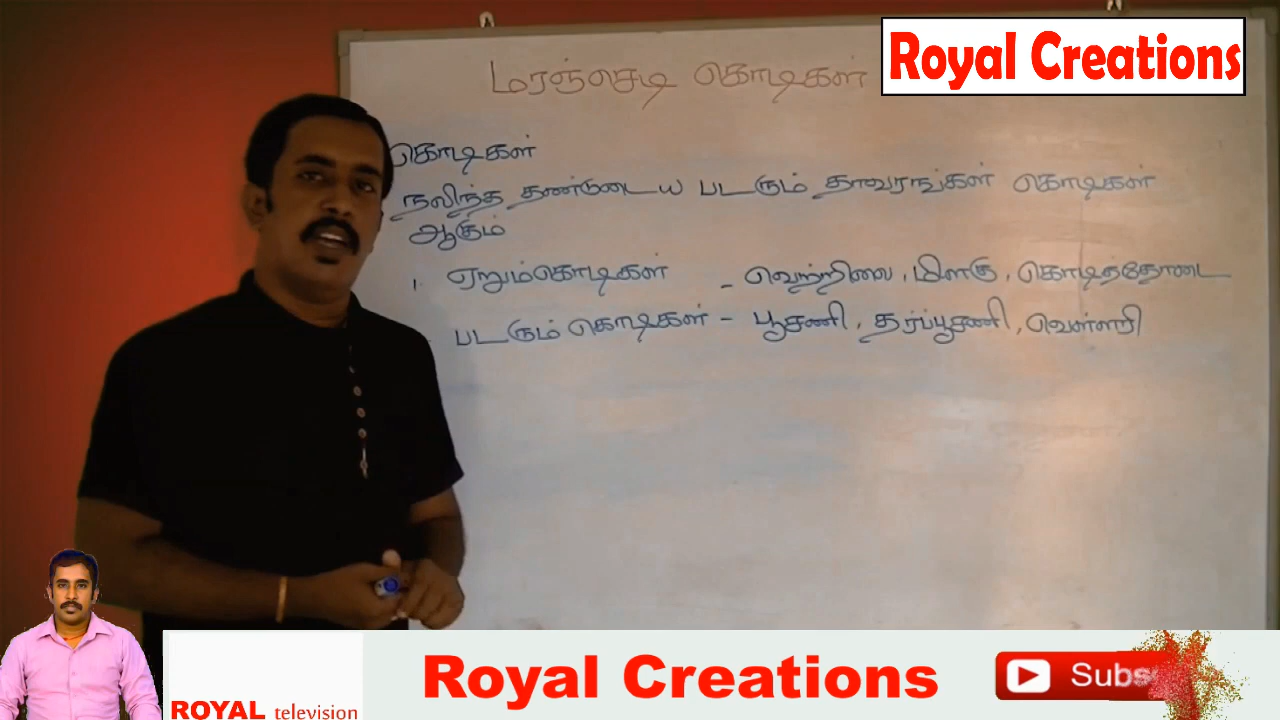 Royal Creations
மரஞ்செடி கொடிகள்
கொடிகள்
நலிந்த தண்டுடைய படரும் தாவரங்கள் கொடிகள்
ஆகும்
1. ஏறும்கொடிகள் - வெற்றிலை, மிளகு, கொடித்தோடை
படரும் கொடிகள் - பூசணி, தர்ப்பூசணி, வெள்ளரி
Royal Creations
ROYAL television
Subs